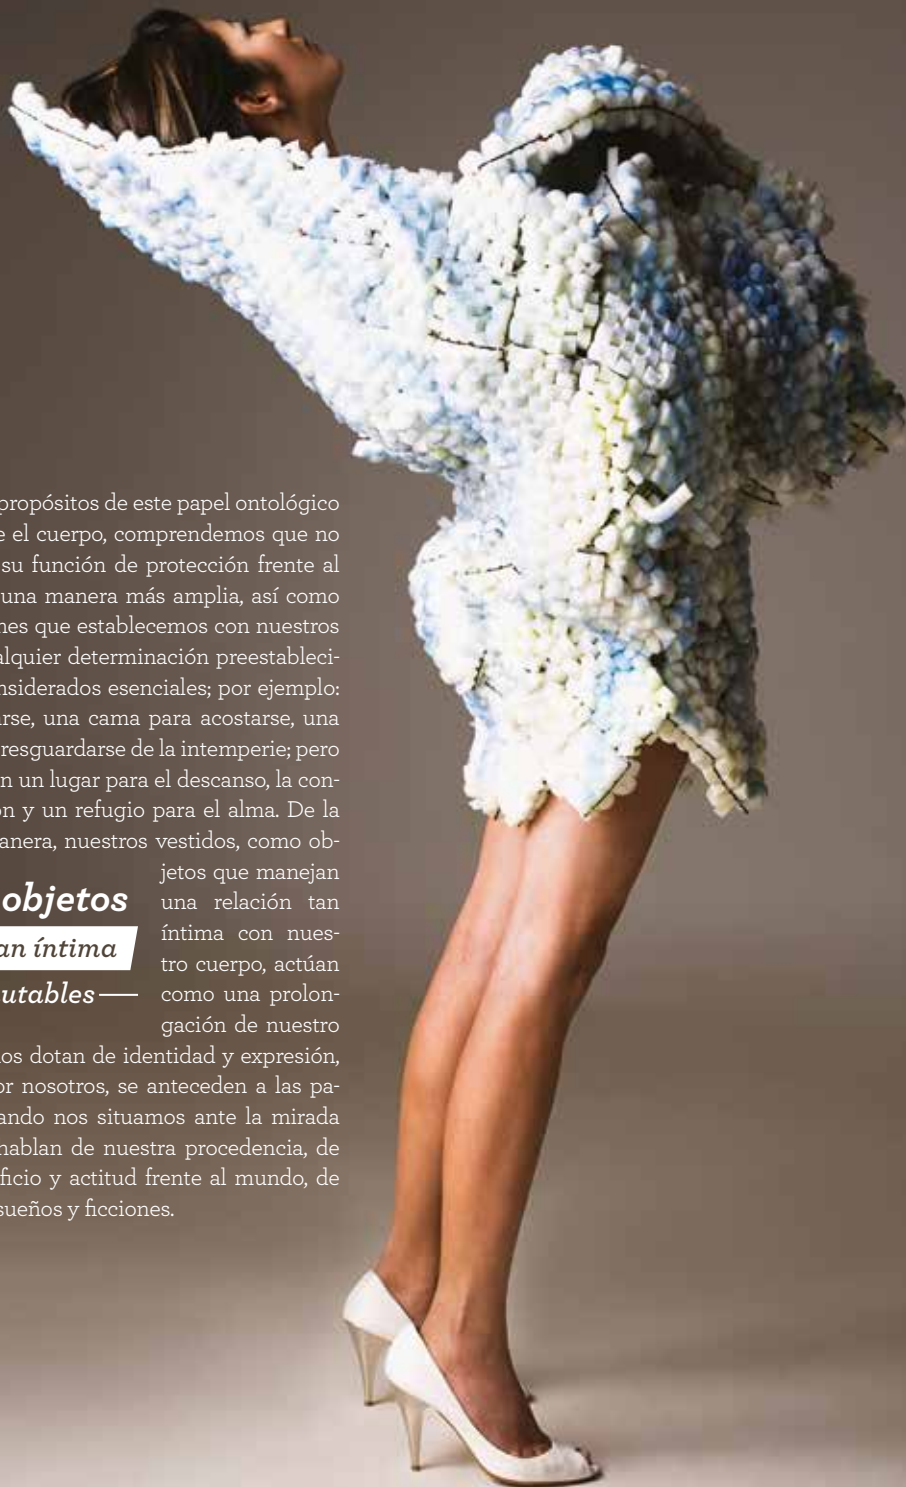 propósitos de este papel ontológico
el cuerpo, comprendemos que no
su función de protección frente al
una manera más amplia, así como
nes que establecemos con nuestros
alquier determinación preestableci-
nsiderados esenciales; por ejemplo:
rse, una cama para acostarse, una
resguardarse de la intemperie; pero
n un lugar para el descanso, la con-
n y un refugio para el alma. De la
anera, nuestros vestidos, como ob-
jetos que manejan
una relación tan
íntima con nues-
tro cuerpo, actúan
como una prolon-
gación de nuestro
objetos
an íntima
utables
os dotan de identidad y expresión,
or nosotros, se anteceden a las pa-
ando nos situamos ante la mirada
hablan de nuestra procedencia, de
ficio y actitud frente al mundo, de
sueños y ficciones.